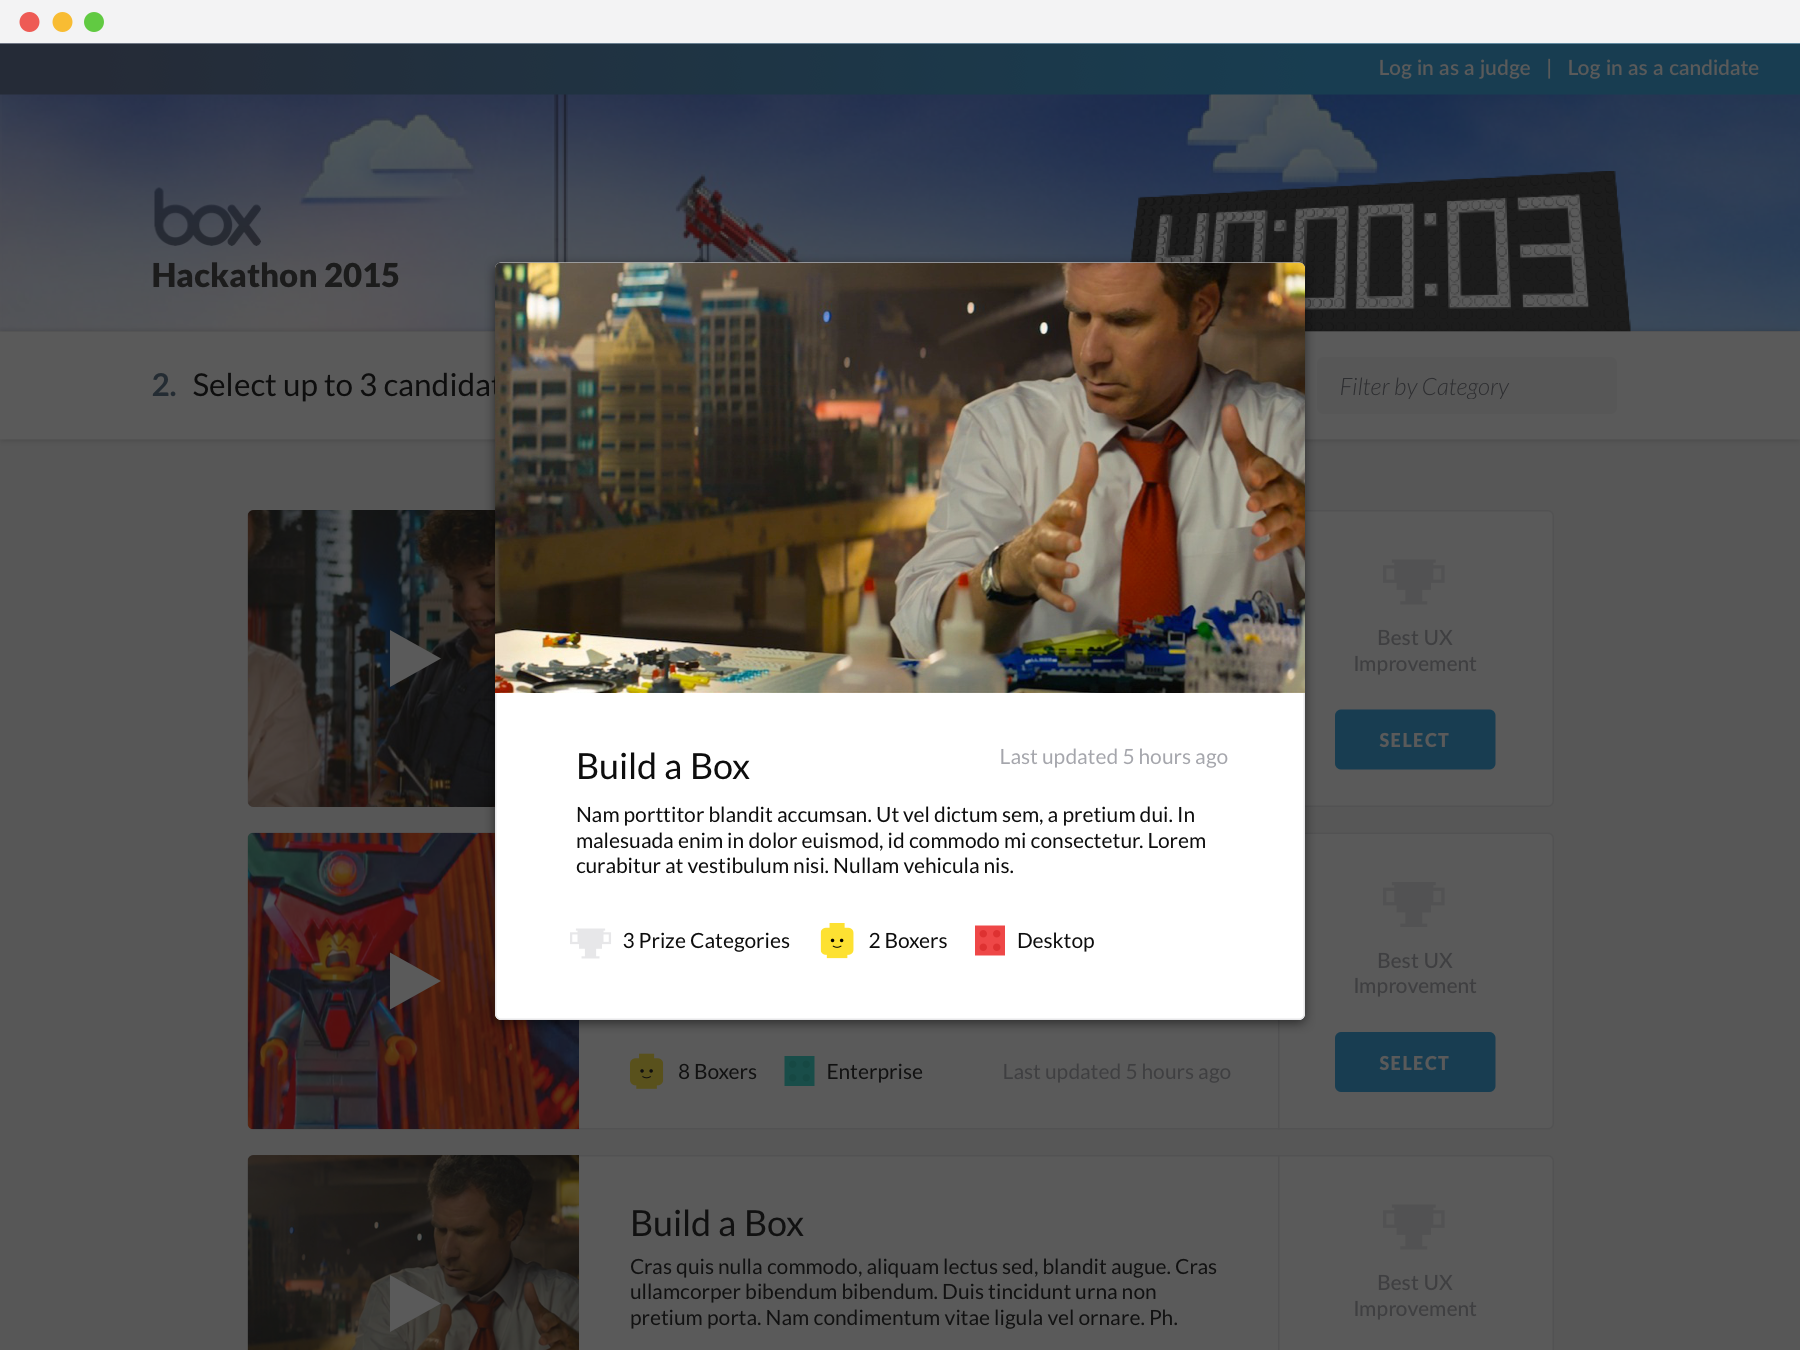 Log in as a judge | Log in as a candidate
box
Hackathon 2015
40:00:03
2. Select up to 3 candidat
Filter by Category
Best UX
Improvement
SELECT
Build a Box
Last updated 5 hours ago
Nam porttitor blandit accumsan. Ut vel dictum sem, a pretium dui. In
malesuada enim in dolor euismod, id commodo mi consectetur. Lorem
curabitur at vestibulum nisi. Nullam vehicula nis.
3 Prize Categories
2 Boxers
Desktop
Best UX
Improvement
SELECT
8 Boxers
Enterprise
Last updated 5 hours ago
Build a Box
Cras quis nulla commodo, aliquam lectus sed, blandit augue. Cras
ullamcorper bibendum bibendum. Duis tincidunt urna non
pretium porta. Nam condimentum vitae ligula vel ornare. Ph.
Best UX
Improvement